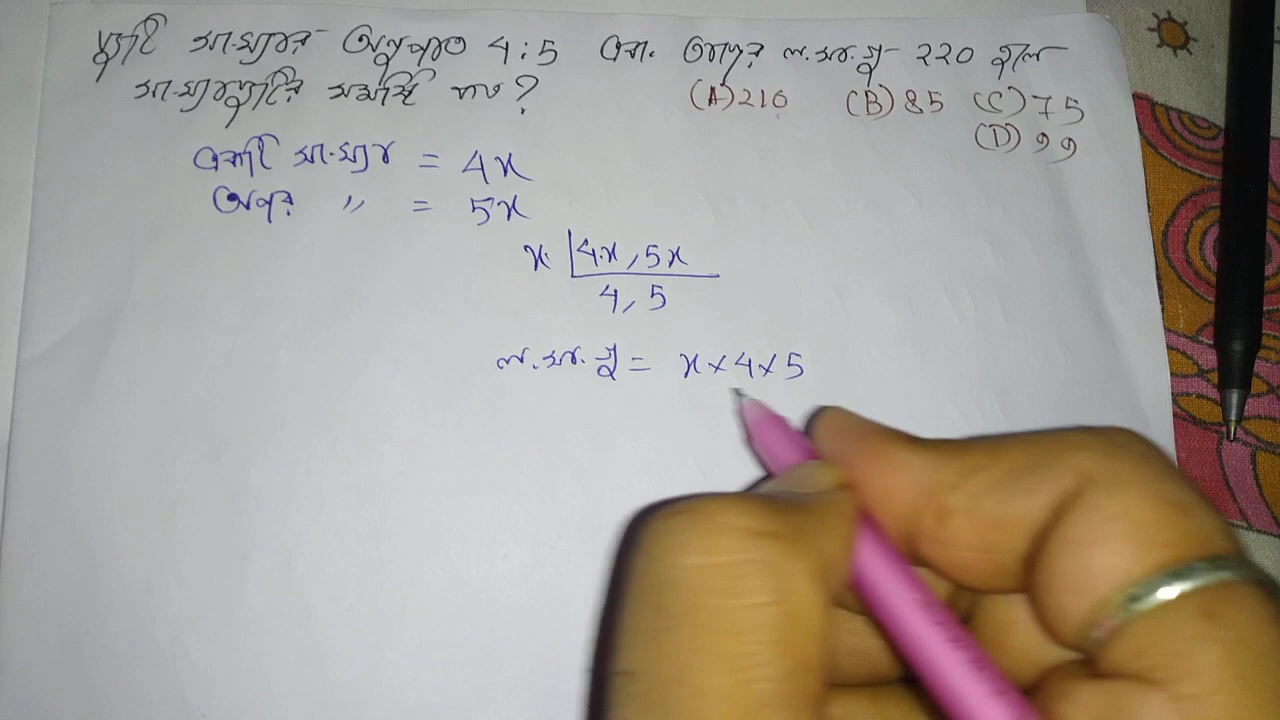 দুটি সংখ্যার অনুপাত 4:5 এবং তাদের ল.সা.গু 220 হলে
সংখ্যাদুটির সমষ্টি কত?
(A) 210 (B) 85 (C) 75
(D) 99
একটি সংখ্যা = 4x
অপর " = 5x
x | 4x, 5x
4, 5
ল.সা.গু = x × 4 × 5